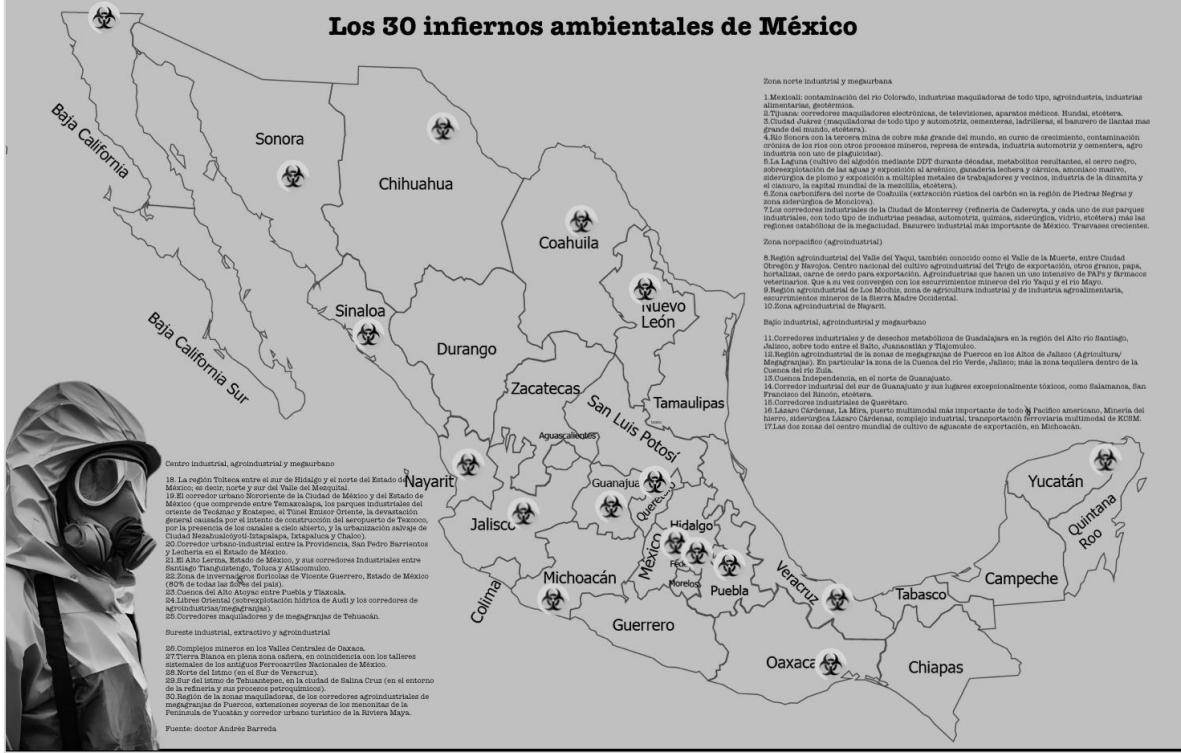 Los 30 infiernos ambientales de México
Zona norte industrial y megaurbana
1.Mexicali: contaminación del río Colorado, industrias maquiladoras de todo tipo, agroindustria, industrias
alimentarias, geotérmica.
2.Tijuana: corredores maquiladores electrónicas, de televisiones, aparatos médicos. Hundai, etcétera.
3.Ciudad Juárez (maquiladoras de todo tipo y automotriz, cementeras, ladrilleras, el basurero de llantas mas
grande del mundo, etcétera).
4.Río Sonora con la tercera mina de cobre más grande del mundo, en curso de crecimiento, contaminación
crónica de los ríos con otros procesos mineros, represa de entrada, industria automotriz y cementera, agro
industria con uso de plaguicidas).
5.La Laguna (cultivo del algodón mediante DDT durante décadas, metabolitos resultantes, el cerro negro,
sobreexplotación de las aguas y exposición al arsénico, ganadería lechera y cárnica, amoniaco masivo,
siderúrgica de plomo y exposición a múltiples metales de trabajadores y vecinos, industria de la dinamita y
el cianuro, la capital mundial de la mezclilla, etcétera).
6.Zona carbonífera del norte de Coahuila (extracción rústica del carbón en la región de Piedras Negras y
zona siderúrgica de Monclova).
7.Los corredores industriales de la Ciudad de Monterrey (refinería de Cadereyta, y cada uno de sus parques
industriales, con todo tipo de industrias pesadas, automotriz, química, siderúrgica, vidrio, etcétera) más las
regiones catabólicas de la megaciudad. Basurero industrial más importante de México. Trasvases crecientes.
Zona norpacífico (agroindustrial)
8.Región agroindustrial del Valle del Yaqui, también conocido como el Valle de la Muerte, entre Ciudad
Obregón y Navojoa. Centro nacional del cultivo agroindustrial del Trigo de exportación, otros granos, papa,
hortalizas, carne de cerdo para exportación. Agroindustrias que hacen un uso intensivo de PAPs y fármacos
veterinarios. Que a su vez convergen con los escurrimientos mineros del río Yaqui y el río Mayo.
9.Región agroindustrial de Los Mochis, zona de agricultura industrial y de industria agroalimentaria,
escurrimientos mineros de la Sierra Madre Occidental.
10.Zona agroindustrial de Nayarit.
Bajío industrial, agroindustrial y megaurbano
11.Corredores industriales y de desechos metabólicos de Guadalajara en la región del Alto río Santiago,
Jalisco, sobre todo entre el Salto, Juanacatlán y Tlajomulco.
12.Región agroindustrial de la zonas de megagranjas de Puercos en los Altos de Jalisco (Agricultura/
Megagranjas). En particular la zona de la Cuenca del río Verde, Jalisco; más la zona tequilera dentro de la
Cuenca del río Zula.
13.Cuenca Independencia, en el norte de Guanajuato.
14.Corredor industrial del sur de Guanajuato y sus lugares excepcionalmente tóxicos, como Salamanca, San
Francisco del Rincón, etcétera.
15.Corredores industriales de Querétaro.
16.Lázaro Cárdenas, La Mira, puerto multimodal más importante de todo el Pacífico americano, Minería del
hierro, siderúrgica Lázaro Cárdenas, complejo industrial, transportación ferroviaria multimodal de KCSM.
17.Las dos zonas del centro mundial de cultivo de aguacate de exportación, en Michoacán.
Baja California
Sonora
Chihuahua
Coahuila
Nuevo
León
Sinaloa
Baja California Sur
Durango
Zacatecas
Tamaulipas
San Luis Potosí
Aguascalientes
Nayarit
Guanajua
Querétaro
Jalisco
Hidalgo
México
Fede
Morelos
Michoacán
Puebla
Colima
Veracruz
Guerrero
Tabasco
Yucatán
Quintana
Roo
Campeche
Oaxaca
Chiapas
Centro industrial, agroindustrial y megaurbano
18. La región Tolteca entre el sur de Hidalgo y el norte del Estado de
México; es decir, norte y sur del Valle del Mezquital.
19.El corredor urbano Nororiente de la Ciudad de México y del Estado de
México (que comprende entre Temascalapa, los parques industriales del
oriente de Tecámac y Ecatepec, el Túnel Emisor Oriente, la devastación
general causada por el intento de construcción del aeropuerto de Texcoco,
por la presencia de los canales a cielo abierto, y la urbanización salvaje de
Ciudad Nezahualcóyotl-Iztapalapa, Ixtapaluca y Chalco).
20.Corredor urbano-industrial entre la Providencia, San Pedro Barrientos
y Lechería en el Estado de México.
21.El Alto Lerma, Estado de México, y sus corredores Industriales entre
Santiago Tianguistengo, Toluca y Atlacomulco.
22.Zona de invernaderos florícolas de Vicente Guerrero, Estado de México
(80% de todas las flores del país).
23.Cuenca del Alto Atoyac entre Puebla y Tlaxcala.
24.Libres Oriental (sobrexplotación hídrica de Audi y los corredores de
agroindustrias/megagranjas).
25.Corredores maquiladores y de megagranjas de Tehuacán.
Sureste industrial, extractivo y agroindustrial
26.Complejos mineros en los Valles Centrales de Oaxaca.
27.Tierra Blanca en plena zona cañera, en coincidencia con los talleres
sistemales de los antiguos Ferrocarriles Nacionales de México.
28.Norte del Istmo (en el Sur de Veracruz).
29.Sur del istmo de Tehuantepec, en la ciudad de Salina Cruz (en el entorno
de la refinería y sus procesos petroquímicos).
30.Región de la zonas maquiladoras, de los corredores agroindustriales de
megagranjas de Puercos, extensiones soyeras de los menonitas de la
Península de Yucatán y corredor urbano turístico de la Riviera Maya.
Fuente: doctor Andrés Barreda